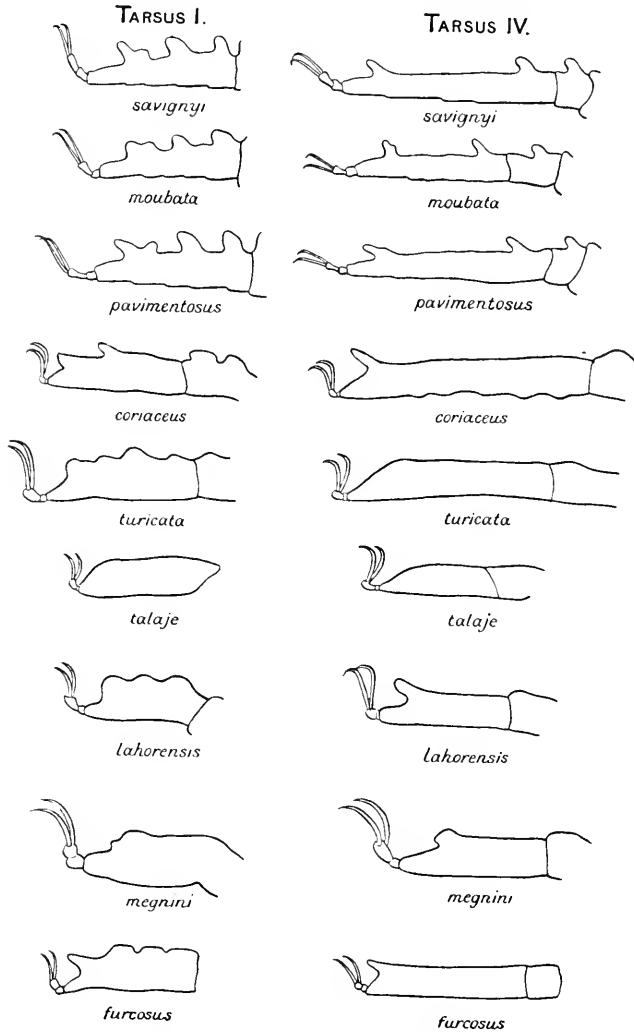 TARSUS I.
TARSUS IV.
savignyi
savignyi
moubata
moubata
pavimentosus
pavimentosus
coriaceus
coriaceus
turicata
turicata
talaje
talaje
lahorensis
lahorensis
megnini
megnini
furcosus
furcosus